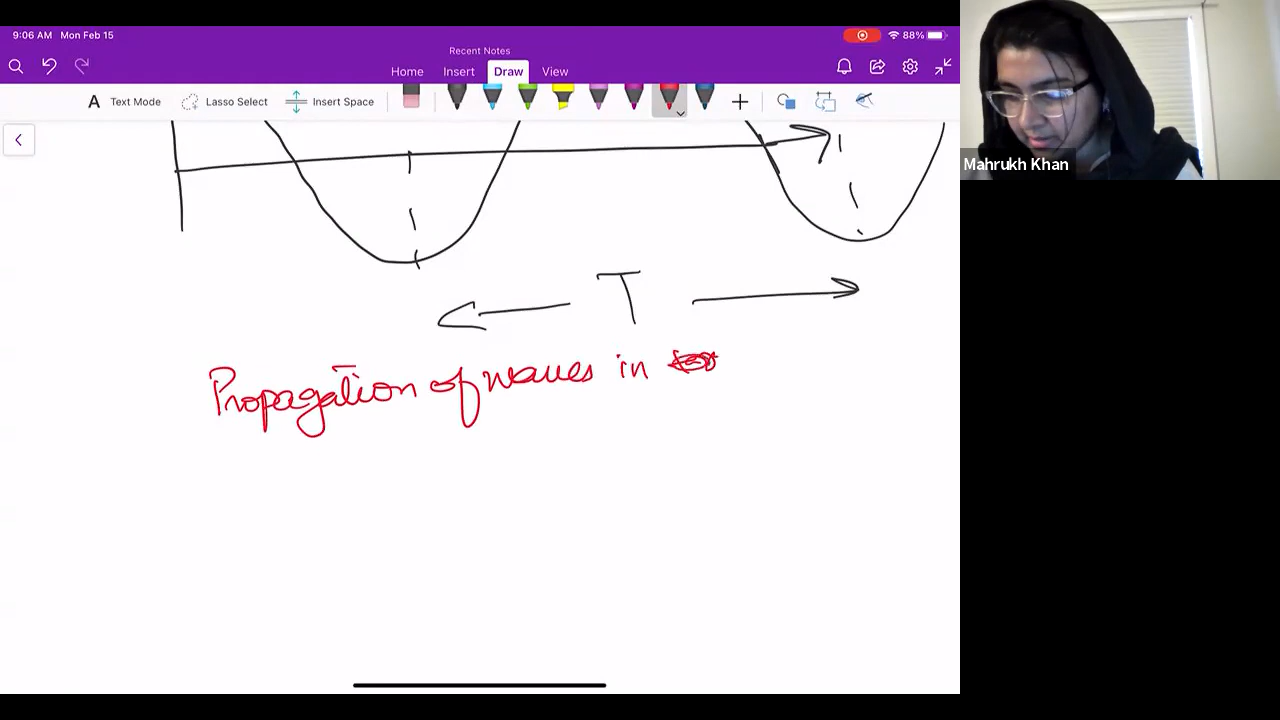 9:06 AM Mon Feb 15
88%
Recent Notes
Home Insert Draw View
Text Mode Lasso Select Insert Space
Mahrukh Khan
T
Propagation of waves in